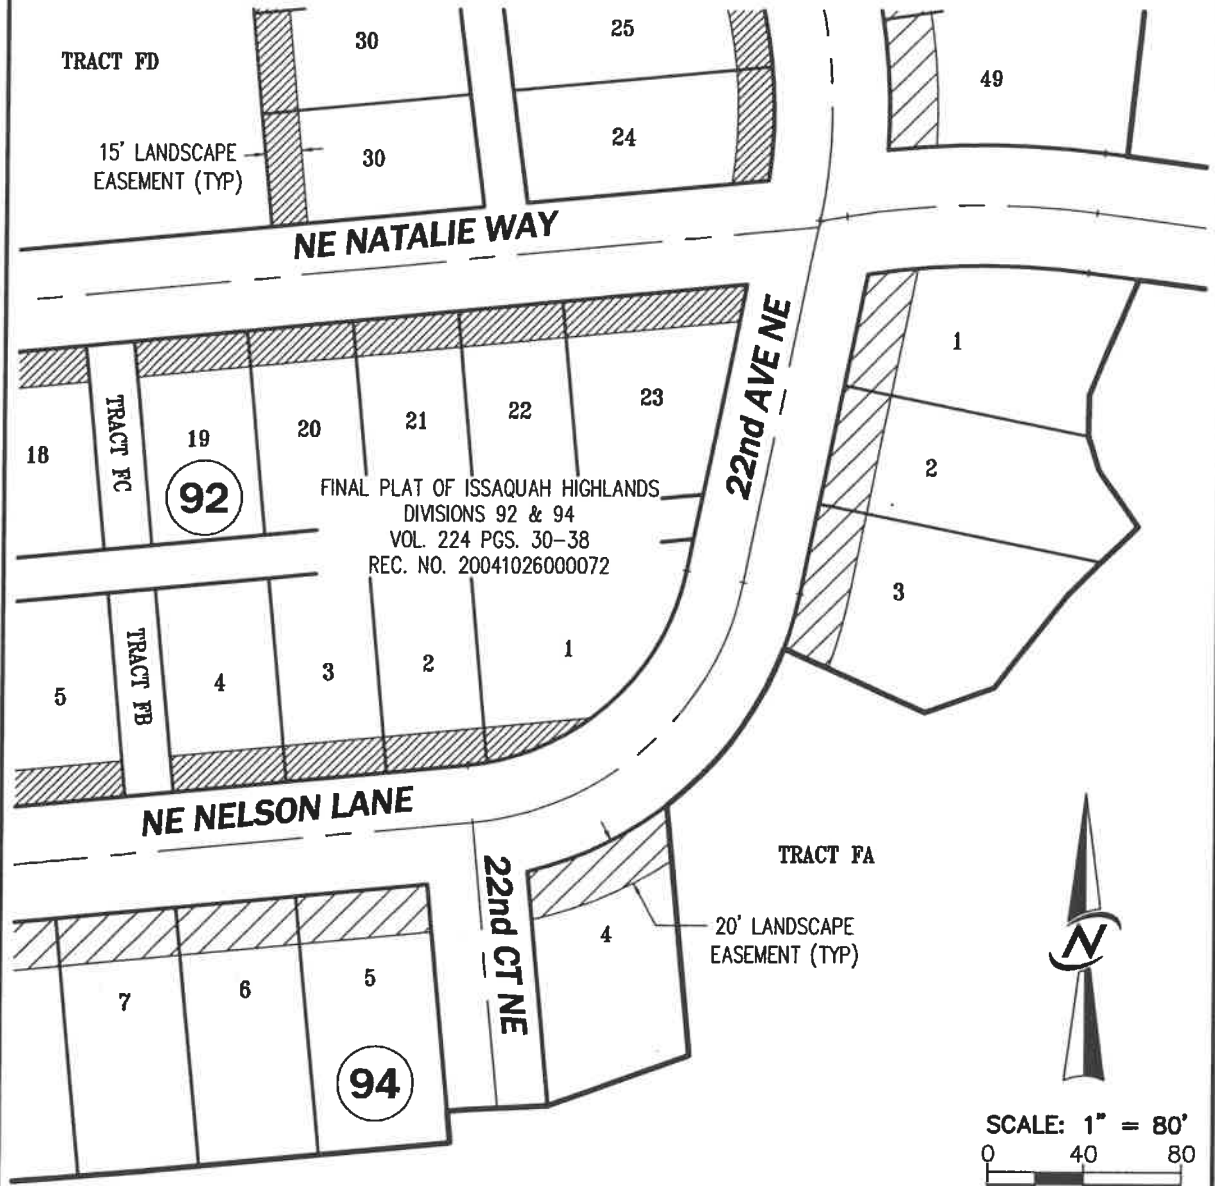 TRACT FD
30
25
49
15' LANDSCAPE
EASEMENT (TYP)
30
24
NE NATALIE WAY
22nd AVE NE
1
2
3
18
TRACT FC
19
20
21
22
23
92
FINAL PLAT OF ISSAQUAH HIGHLANDS
DIVISIONS 92 & 94
VOL. 224 PGS. 30-38
REC. NO. 20041026000072
5
TRACT FB
4
3
2
1
NE NELSON LANE
22nd CT NE
TRACT FA
20' LANDSCAPE
EASEMENT (TYP)
7
6
5
4
94
N
SCALE: 1" = 80'
0 40 80